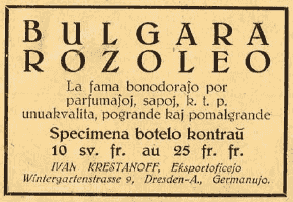 BULGARA
ROZOLEO
La fama bonodorajo por
parfumajoj, sapoj, k. t. p.
unuakvalita, pogrande kaj pomalgrande
Specimena botelo kontraŭ
10 sv. fr. aŭ 25 fr. fr.
IVAN KRESTANOFF, Eksportoficejo
Wintergartenstrasse 9, Dresden-A., Germanujo.